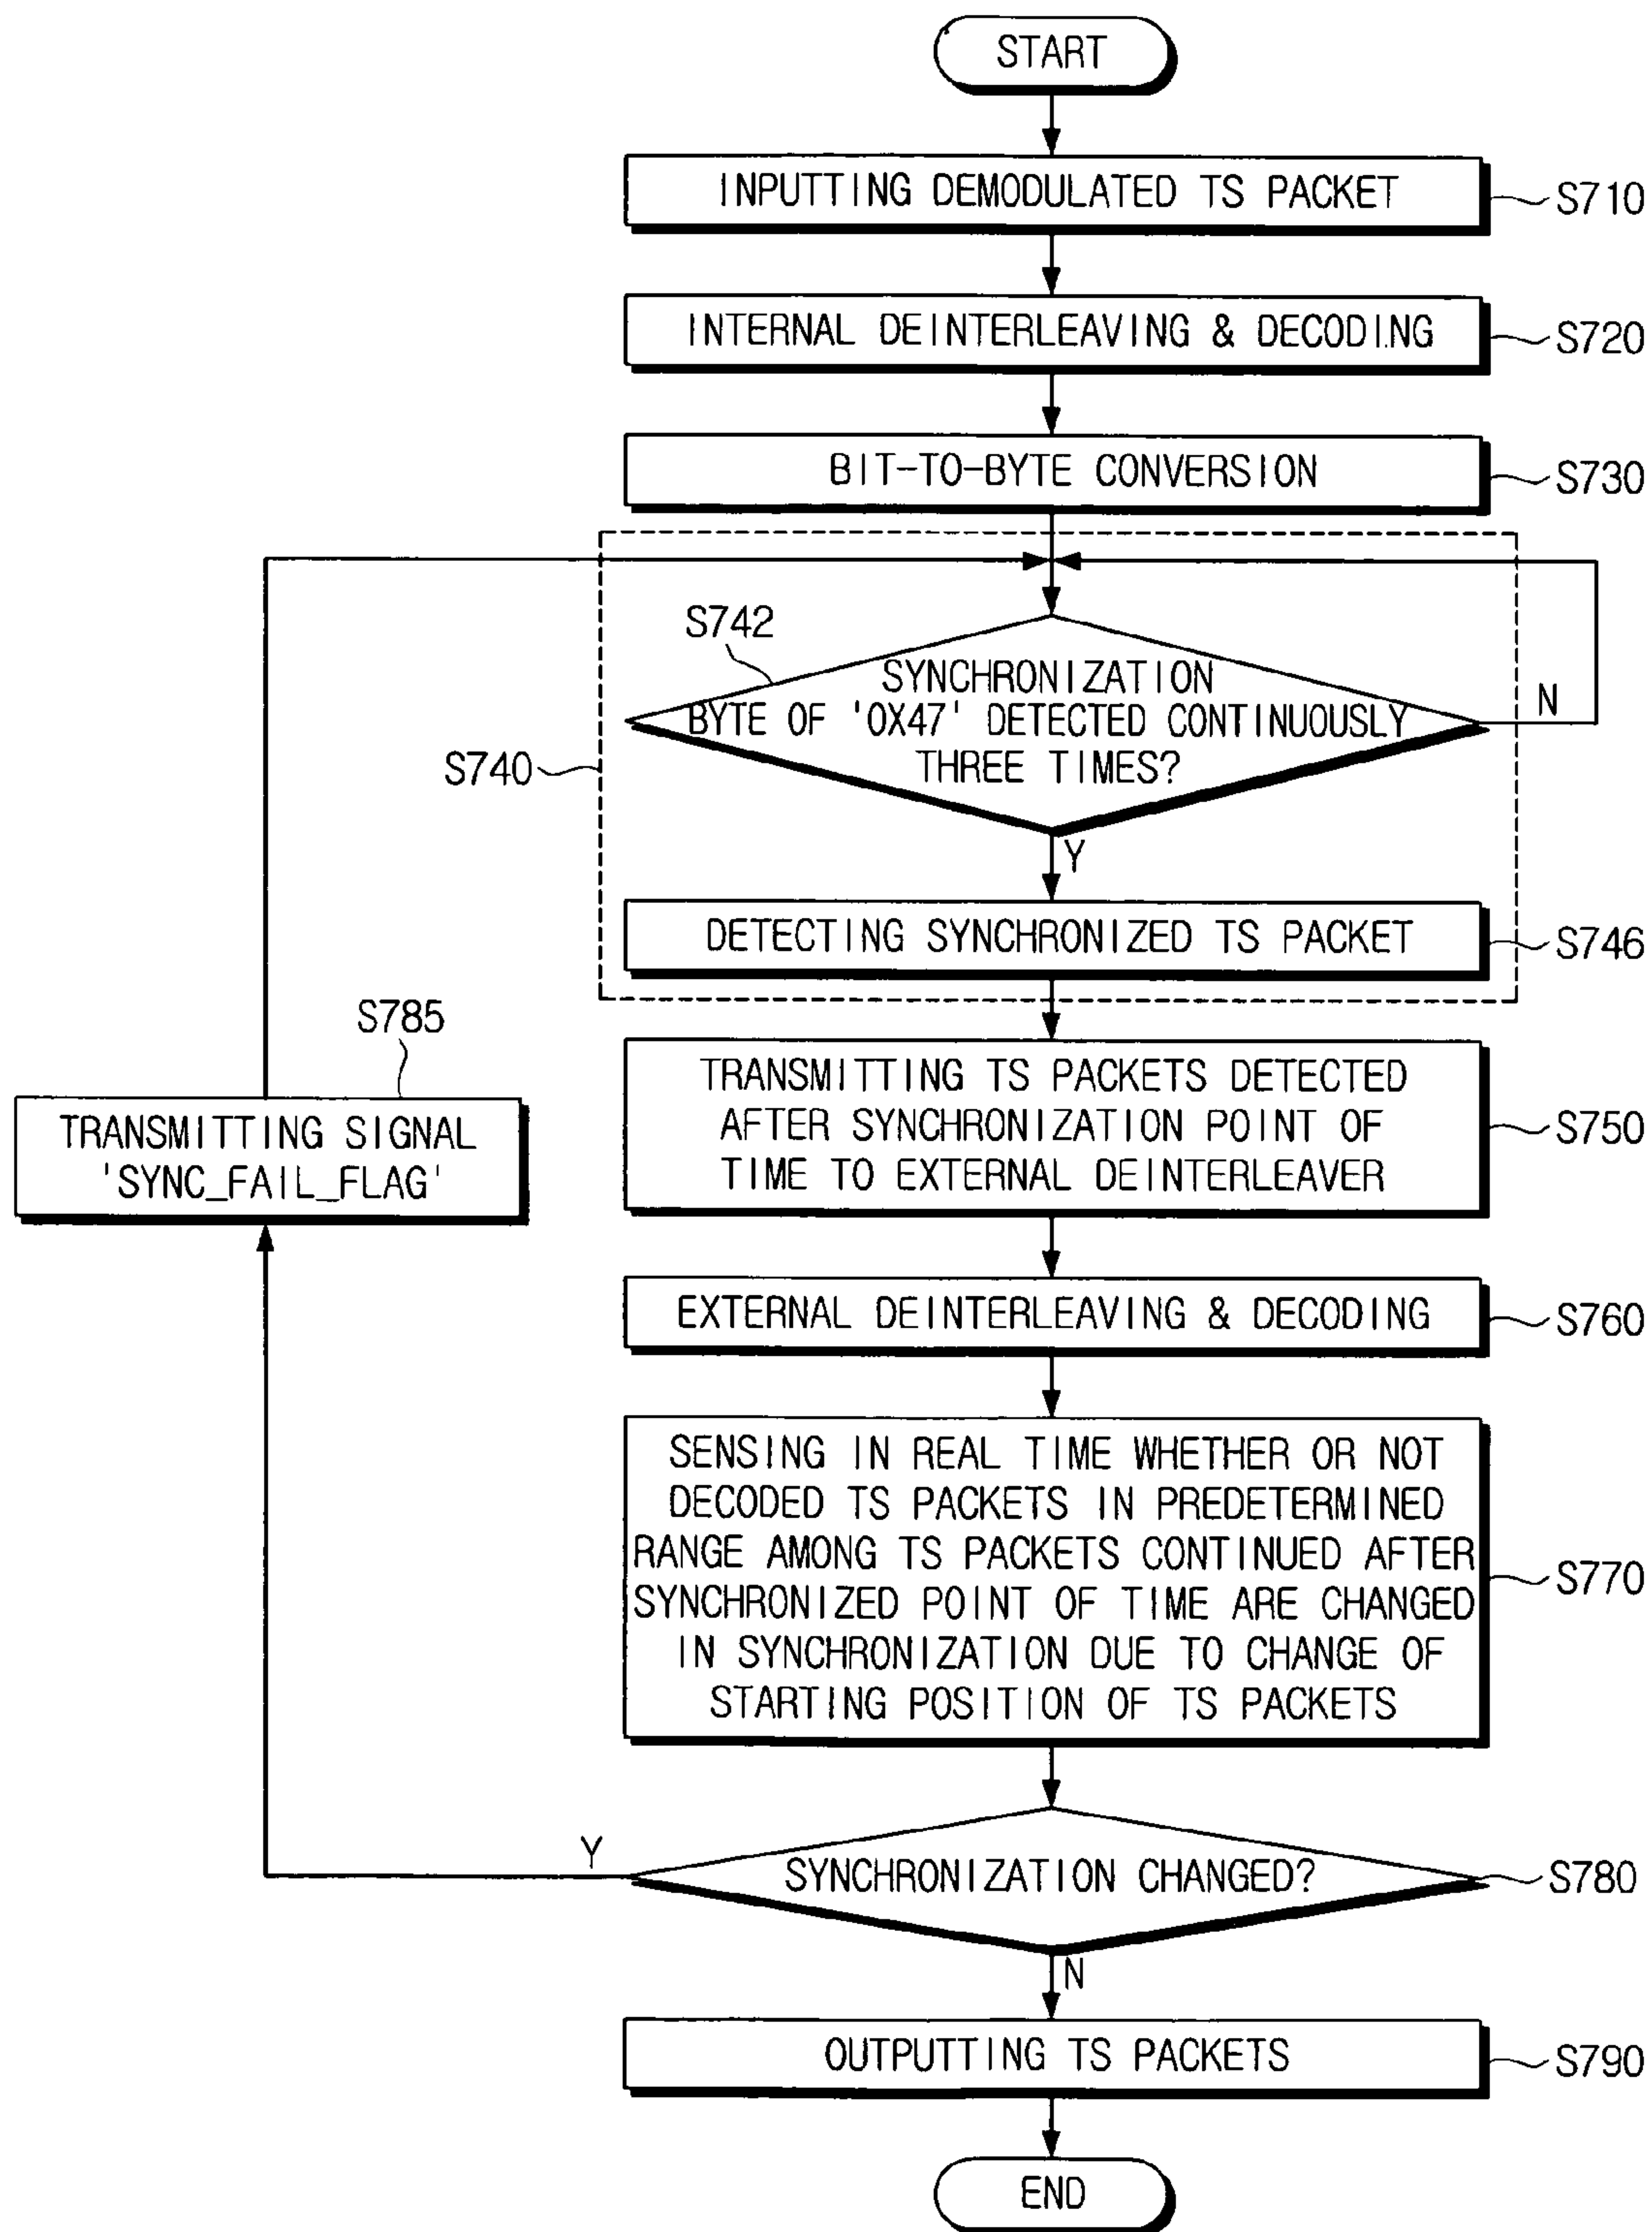 START
INPUTTING DEMODULATED TS PACKET
S710
INTERNAL DEINTERLEAVING & DECODING
S720
BIT-TO-BYTE CONVERSION
S730
S742
SYNCHRONIZATION
BYTE OF '0X47' DETECTED CONTINUOUSLY
THREE TIMES?
N
S740
Y
DETECTING SYNCHRONIZED TS PACKET
S746
S785
TRANSMITTING SIGNAL
'SYNC_FAIL_FLAG'
TRANSMITTING TS PACKETS DETECTED
AFTER SYNCHRONIZATION POINT OF
TIME TO EXTERNAL DEINTERLEAVER
S750
EXTERNAL DEINTERLEAVING & DECODING
S760
SENSING IN REAL TIME WHETHER OR NOT
DECODED TS PACKETS IN PREDETERMINED
RANGE AMONG TS PACKETS CONTINUED AFTER
SYNCHRONIZED POINT OF TIME ARE CHANGED
IN SYNCHRONIZATION DUE TO CHANGE OF
STARTING POSITION OF TS PACKETS
S770
Y
SYNCHRONIZATION CHANGED?
S780
N
OUTPUTTING TS PACKETS
S790
END